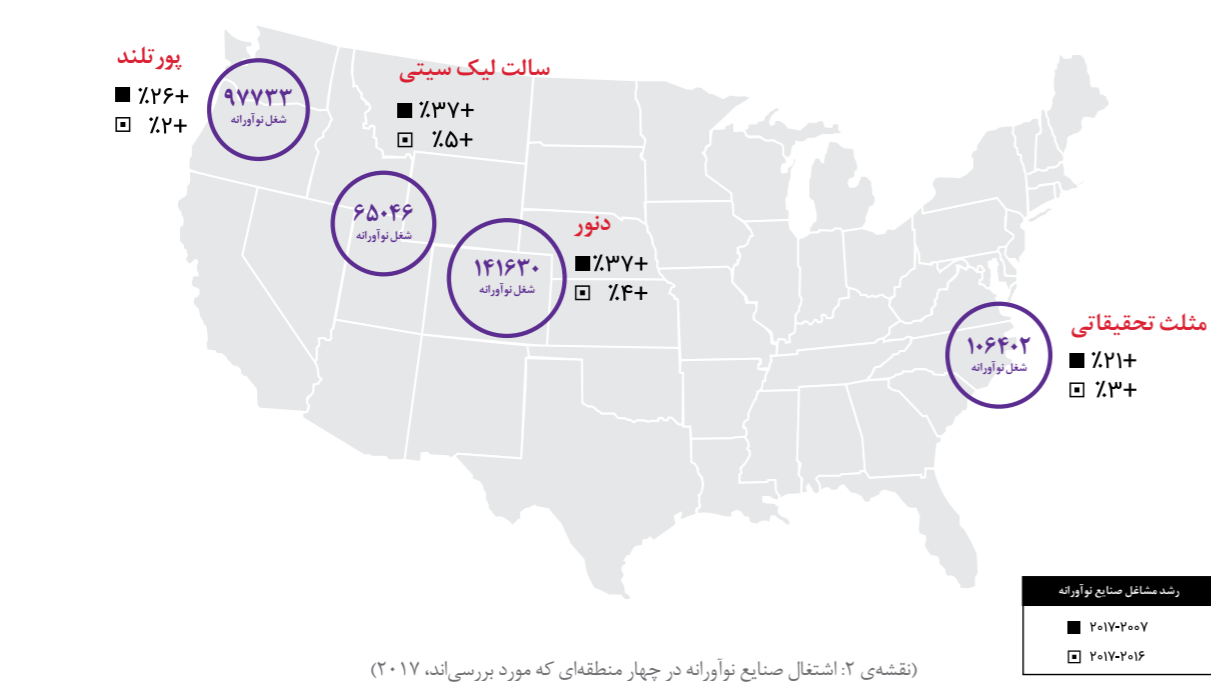 پورتلند
٪۲۶+
٪۲+
۹۷۷۳۳
شغل نوآورانه
سالت لیک سیتی
٪۳۷+
٪۵+
۶۵۰۴۶
شغل نوآورانه
دنور
٪۳۷+
٪۴+
۱۴۱۶۳۰
شغل نوآورانه
مثلث تحقیقاتی
٪۲۱+
٪۳+
۱۰۶۴۰۲
شغل نوآورانه
رشد مشاغل صنایع نوآورانه
۲۰۱۷-۲۰۰۷
۲۰۱۷-۲۰۱۶
(نقشه‌ی ۲: اشتغال صنایع نوآورانه در چهار منطقه‌ای که مورد بررسی‌اند، ۲۰۱۷)